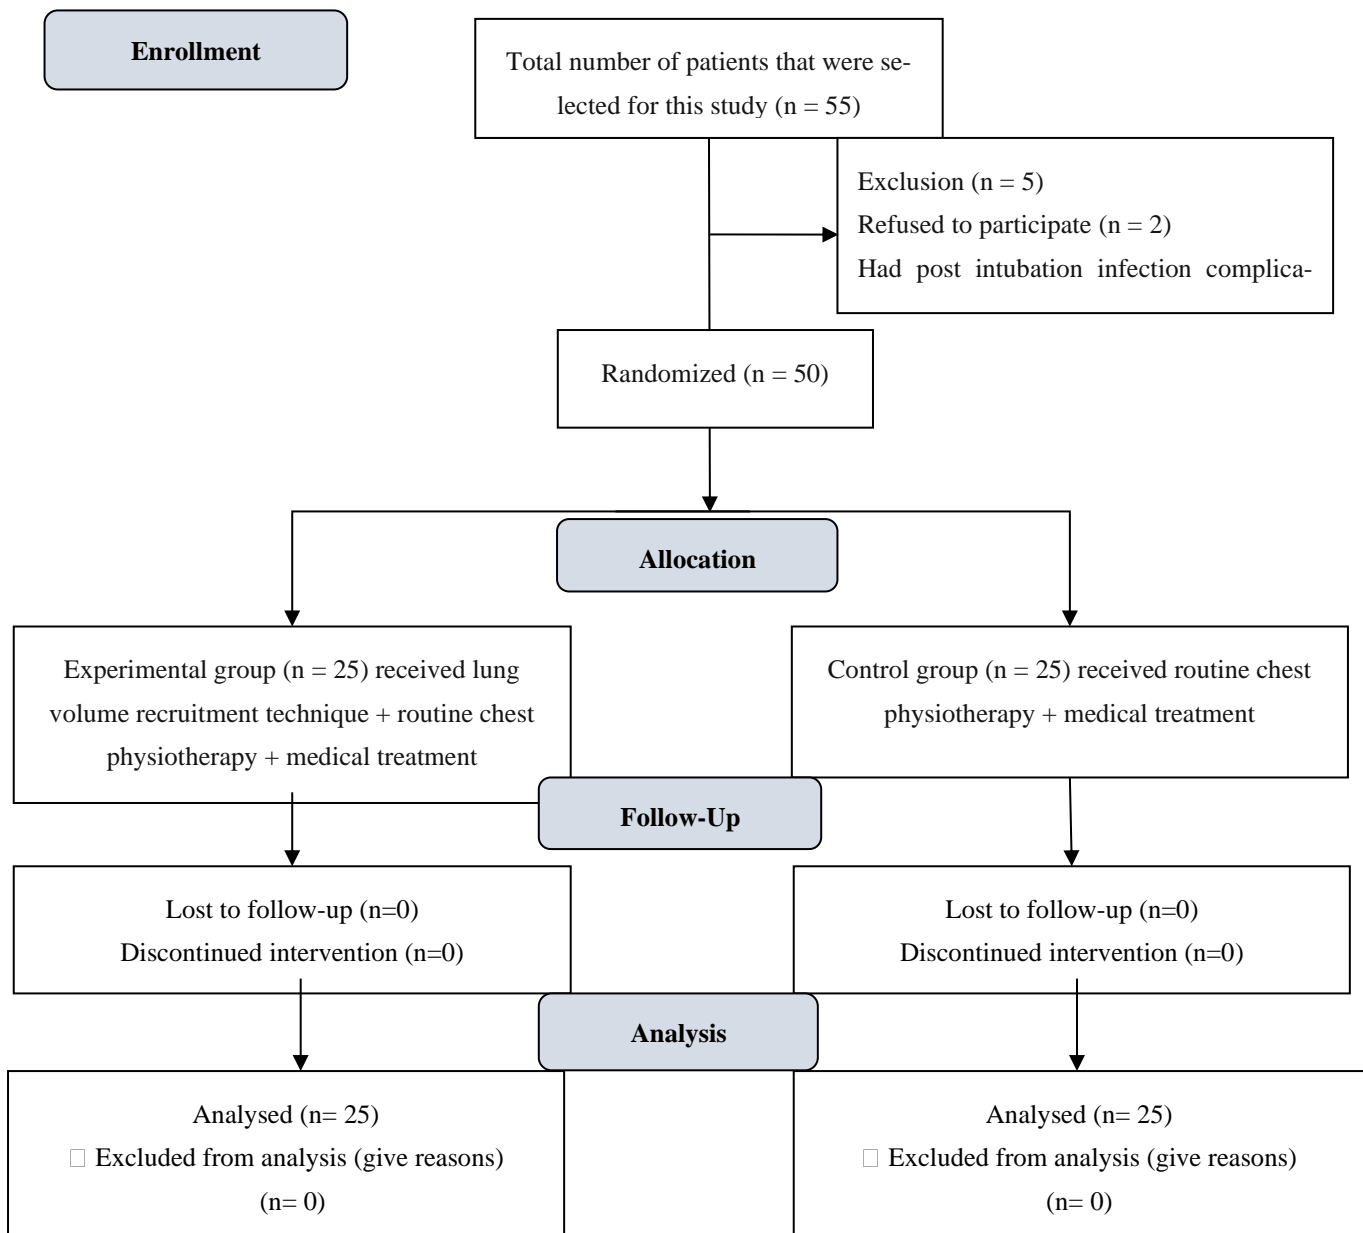 Enrollment
Total number of patients that were se-
lected for this study (n = 55)
Exclusion (n = 5)
Refused to participate (n = 2)
Had post intubation infection complica-
Randomized (n = 50)
Allocation
Experimental group (n = 25) received lung
volume recruitment technique + routine chest
physiotherapy + medical treatment
Control group (n = 25) received routine chest
physiotherapy + medical treatment
Follow-Up
Lost to follow-up (n=0)
Discontinued intervention (n=0)
Lost to follow-up (n=0)
Discontinued intervention (n=0)
Analysis
Analysed (n= 25)
□ Excluded from analysis (give reasons)
(n= 0)
Analysed (n= 25)
□ Excluded from analysis (give reasons)
(n= 0)